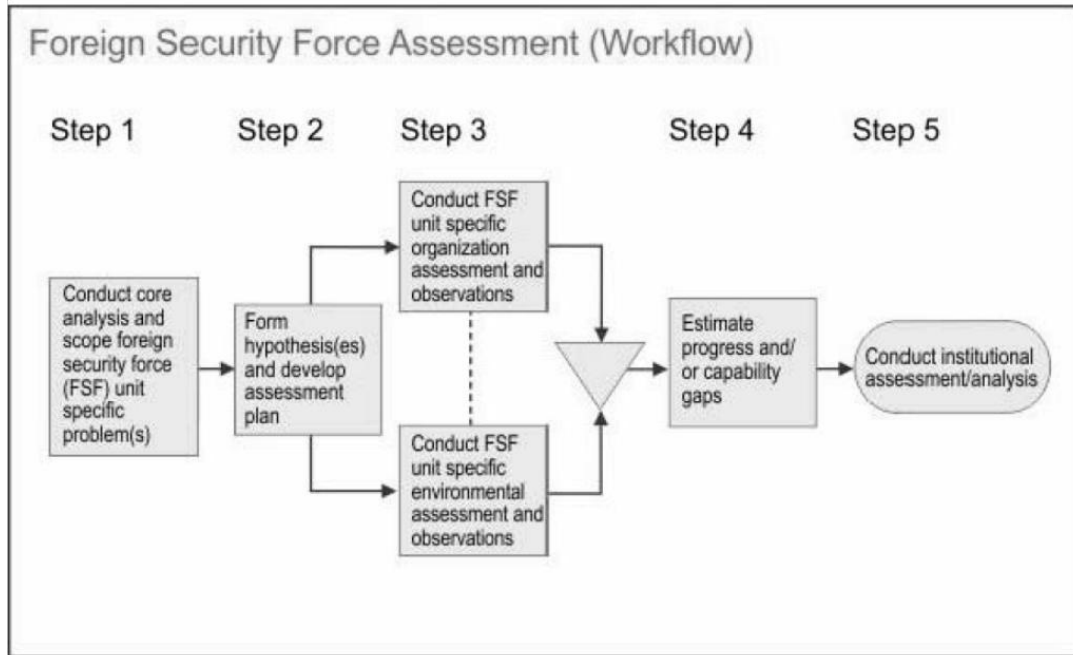 Foreign Security Force Assessment (Workflow)
Step 1
Step 2
Step 3
Step 4
Step 5
Conduct core
analysis and
scope foreign
security force
(FSF) unit
specific
problem(s)
Form
hypothesis(es)
and develop
assessment
plan
Conduct FSF
unit specific
organization
assessment and
observations
Conduct FSF
unit specific
environmental
assessment and
observations
Estimate
progress and/
or capability
gaps
Conduct institutional
assessment/analysis